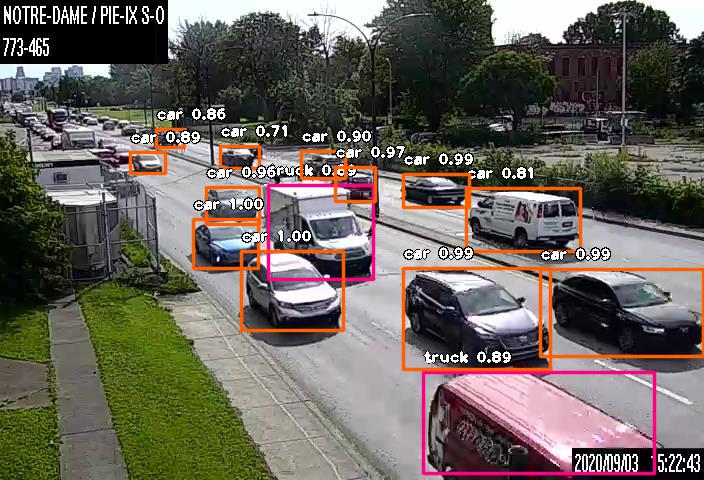 NOTRE-DAME / PIE-IX S-O
773-465
car 0.86
car 0.89
car 0.71
car 0.90
car 0.97
car 0.96
truck 0.89
car 0.99
car 0.81
car 1.00
car 1.00
car 0.99
car 0.99
truck 0.89
2020/09/03 15:22:43